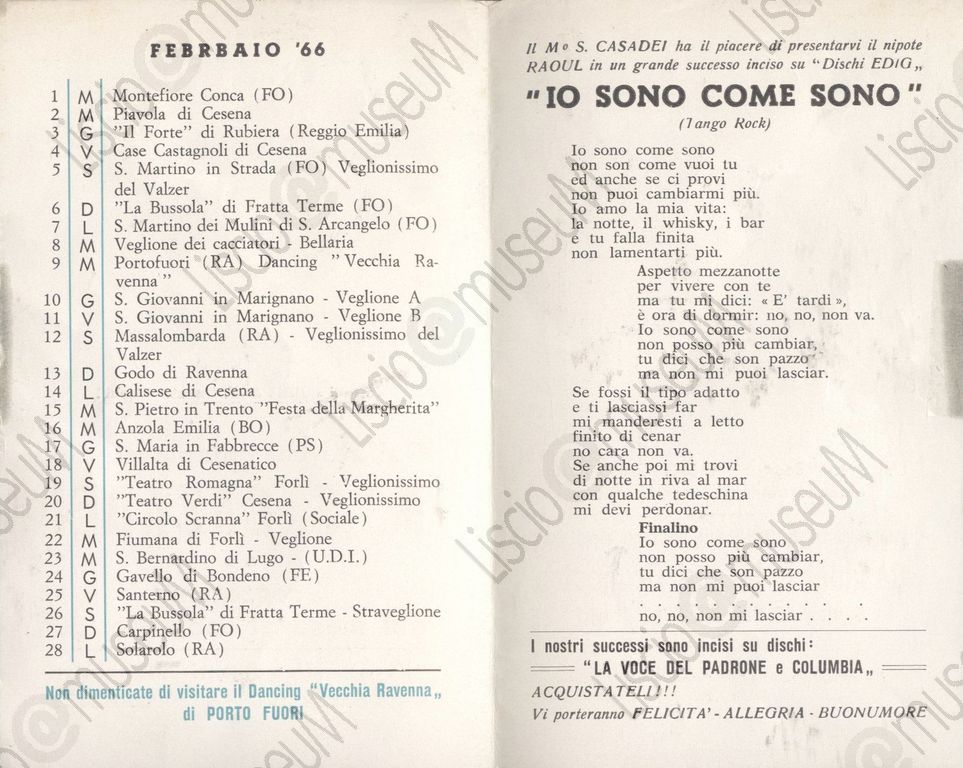 FEBRBAIO '66
1 M Montefiore Conca (FO)
2 M Piavola di Cesena
3 G "Il Forte" di Rubiera (Reggio Emilia)
4 V Case Castagnoli di Cesena
5 S S. Martino in Strada (FO) Veglionissimo
del Valzer
6 D "La Bussola" di Fratta Terme (FO)
7 L S. Martino dei Mulini di S. Arcangelo (FO)
8 M Veglione dei cacciatori - Bellaria
9 M Portofuori (RA) Dancing "Vecchia Ra-
venna"
10 G S. Giovanni in Marignano - Veglione A
11 V S. Giovanni in Marignano - Veglione B
12 S Massalombarda (RA) - Veglionissimo del
Valzer
13 D Godo di Ravenna
14 L Calisese di Cesena
15 M S. Pietro in Trento "Festa della Margherita"
16 M Anzola Emilia (BO)
17 G S. Maria in Fabbrecce (PS)
18 V Villalta di Cesenatico
19 S "Teatro Romagna" Forlì - Veglionissimo
20 D "Teatro Verdi" Cesena - Veglionissimo
21 L "Circolo Scranna" Forlì (Sociale)
22 M Fiumana di Forlì - Veglione
23 M S. Bernardino di Lugo - (U.D.I.)
24 G Gavello di Bondeno (FE)
25 V Santerno (RA)
26 S "La Bussola" di Fratta Terme - Straveglione
27 D Carpinello (FO)
28 L Solarolo (RA)
Non dimenticate di visitare il Dancing "Vecchia Ravenna„
di PORTO FUORI
Il Mº S. CASADEI ha il piacere di presentarvi il nipote
RAOUL in un grande successo inciso su "Dischi EDIG„
"IO SONO COME SONO"
(Tango Rock)
Io sono come sono
non son come vuoi tu
ed anche se ci provi
non puoi cambiarmi più.
Io amo la mia vita:
la notte, il whisky, i bar
e tu falla finita
non lamentarti più.
Aspetto mezzanotte
per vivere con te
ma tu mi dici: « E' tardi »,
è ora di dormir: no, no, non va.
Io sono come sono
non posso più cambiar,
tu dici che son pazzo
ma non mi puoi lasciar.
Se fossi il tipo adatto
e ti lasciassi far
mi manderesti a letto
finito di cenar
no cara non va.
Se anche poi mi trovi
di notte in riva al mar
con qualche tedeschina
mi devi perdonar.
Finalino
Io sono come sono
non posso più cambiar,
tu dici che son pazzo
ma non mi puoi lasciar
. . . . . . . . . . . .
no, no, non mi lasciar . . . .
I nostri successi sono incisi su dischi:
"LA VOCE DEL PADRONE e COLUMBIA„
ACQUISTATELI!!!
Vi porteranno FELICITA' - ALLEGRIA - BUONUMORE
Liscio@museuM